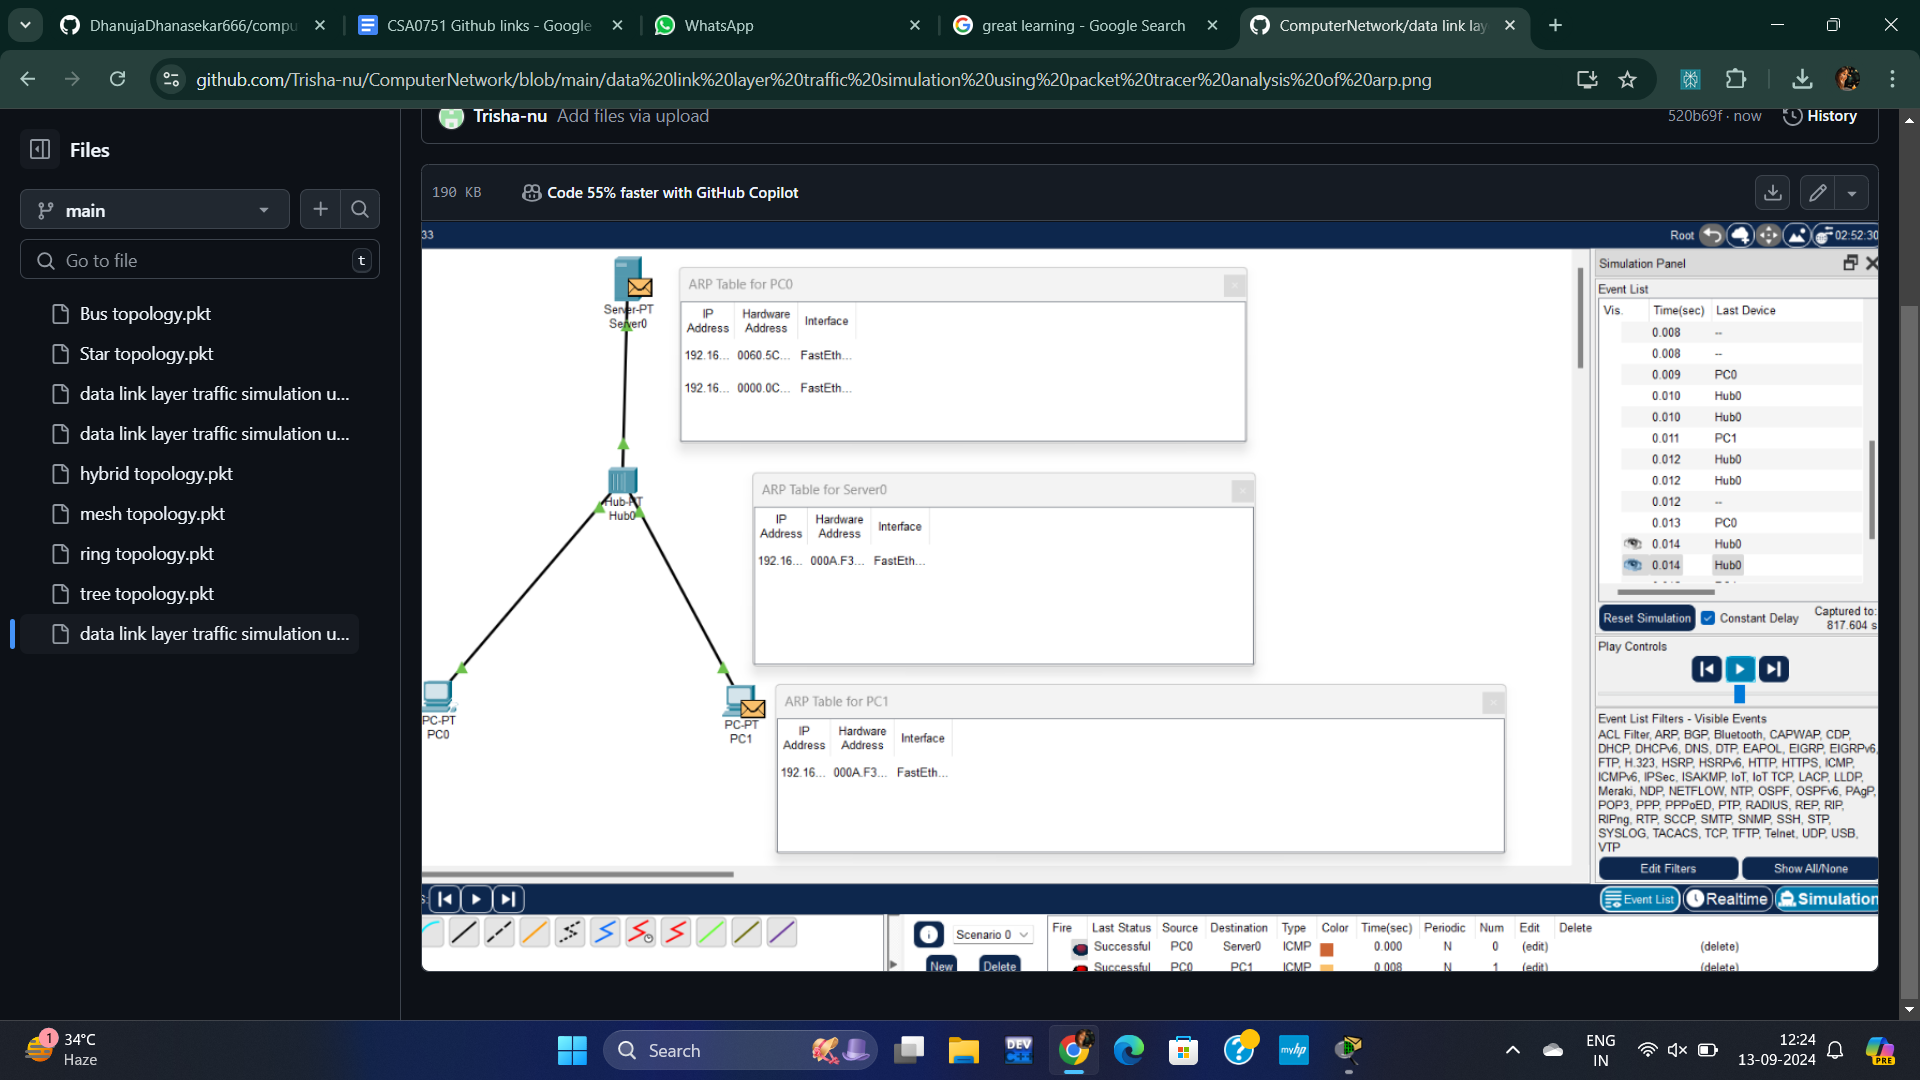 DhanujaDhanasekar666/compu
CSA0751 Github links - Google
WhatsApp
great learning - Google Search
ComputerNetwork/data link lay
github.com/Trisha-nu/ComputerNetwork/blob/main/data%20link%20layer%20traffic%20simulation%20using%20packet%20tracer%20analysis%20of%20arp.png
Files
main
Go to file
t
Bus topology.pkt
Star topology.pkt
data link layer traffic simulation u...
data link layer traffic simulation u...
hybrid topology.pkt
mesh topology.pkt
ring topology.pkt
tree topology.pkt
data link layer traffic simulation u...
Trisha-nu Add files via upload
520b69f · now
History
190 KB
Code 55% faster with GitHub Copilot
33
Root
02:52:30
Server-PT
Server0
Hub-PT
Hub0
PC-PT
PC0
PC-PT
PC1
ARP Table for PC0
IP Address Hardware Address Interface
192.16... 0060.5C... FastEth...
192.16... 0000.0C... FastEth...
ARP Table for Server0
IP Address Hardware Address Interface
192.16... 000A.F3... FastEth...
ARP Table for PC1
IP Address Hardware Address Interface
192.16... 000A.F3... FastEth...
Simulation Panel
Event List
Vis. Time(sec) Last Device
0.008 --
0.008 --
0.009 PC0
0.010 Hub0
0.010 Hub0
0.011 PC1
0.012 Hub0
0.012 Hub0
0.012 --
0.013 PC0
0.014 Hub0
0.014 Hub0
Reset Simulation
Constant Delay
Captured to:
817.604 s
Play Controls
Event List Filters - Visible Events
ACL Filter, ARP, BGP, Bluetooth, CAPWAP, CDP,
DHCP, DHCPv6, DNS, DTP, EAPOL, EIGRP, EIGRPv6,
FTP, H.323, HSRP, HSRPv6, HTTP, HTTPS, ICMP,
ICMPv6, IPSec, ISAKMP, IoT, IoT TCP, LACP, LLDP,
Meraki, NDP, NETFLOW, NTP, OSPF, OSPFv6, PAgP,
POP3, PPP, PPPoED, PTP, RADIUS, REP, RIP,
RIPng, RTP, SCCP, SMTP, SNMP, SSH, STP,
SYSLOG, TACACS, TCP, TFTP, Telnet, UDP, USB,
VTP
Edit Filters
Show All/None
Event List
Realtime
Simulation
Scenario 0
New
Delete
Fire Last Status Source Destination Type Color Time(sec) Periodic Num Edit Delete
Successful PC0 Server0 ICMP 0.000 N 0 (edit) (delete)
Successful PC0 PC1 ICMP 0.008 N 1 (edit) (delete)
1
34°C
Haze
Search
DEV
C++
myhp
ENG
IN
12:24
13-09-2024
PRE